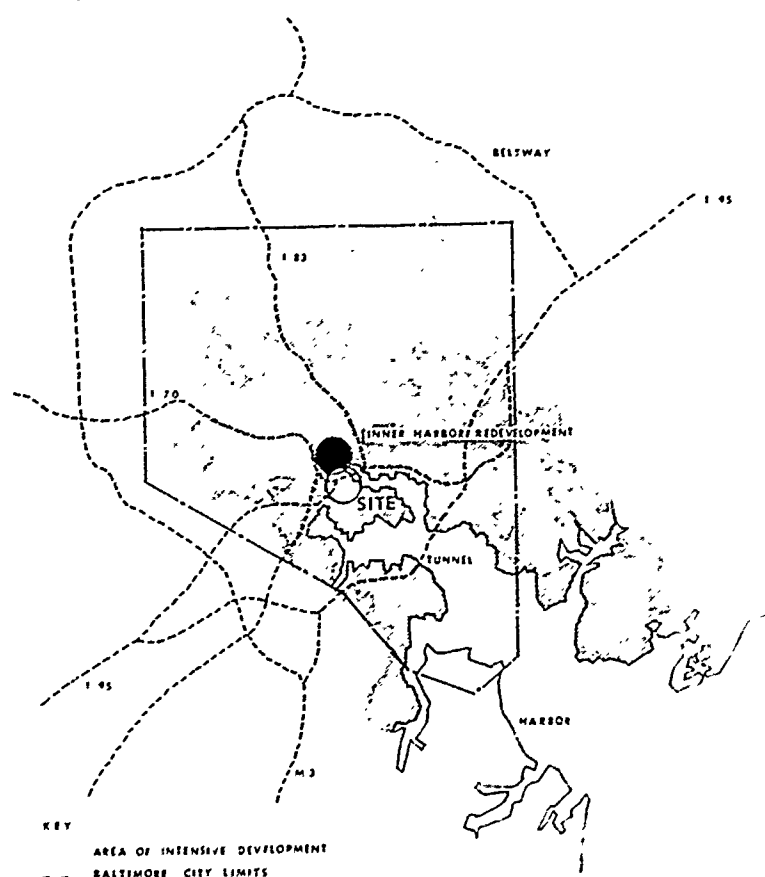 BELTWAY
I 95
I 83
I 70
INNER HARBOR REDEVELOPMENT
SITE
TUNNEL
I 95
HARBOR
M 3
KEY
AREA OF INTENSIVE DEVELOPMENT
BALTIMORE CITY LIMITS